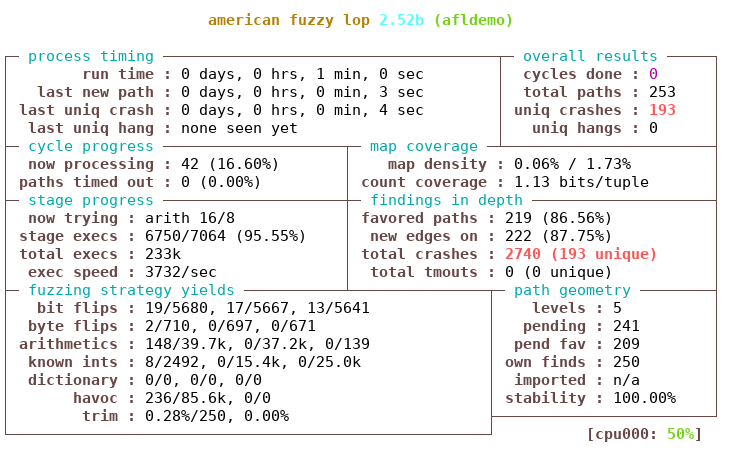 american fuzzy lop 2.52b (afldemo)
process timing overall results
run time : 0 days, 0 hrs, 1 min, 0 sec cycles done : 0
last new path : 0 days, 0 hrs, 0 min, 3 sec total paths : 253
last uniq crash : 0 days, 0 hrs, 0 min, 4 sec uniq crashes : 193
last uniq hang : none seen yet uniq hangs : 0
cycle progress map coverage
now processing : 42 (16.60%) map density : 0.06% / 1.73%
paths timed out : 0 (0.00%) count coverage : 1.13 bits/tuple
stage progress findings in depth
now trying : arith 16/8 favored paths : 219 (86.56%)
stage execs : 6750/7064 (95.55%) new edges on : 222 (87.75%)
total execs : 233k total crashes : 2740 (193 unique)
exec speed : 3732/sec total tmouts : 0 (0 unique)
fuzzing strategy yields path geometry
bit flips : 19/5680, 17/5667, 13/5641 levels : 5
byte flips : 2/710, 0/697, 0/671 pending : 241
arithmetics : 148/39.7k, 0/37.2k, 0/139 pend fav : 209
known ints : 8/2492, 0/15.4k, 0/25.0k own finds : 250
dictionary : 0/0, 0/0, 0/0 imported : n/a
havoc : 236/85.6k, 0/0 stability : 100.00%
trim : 0.28%/250, 0.00%
[cpu000: 50%]